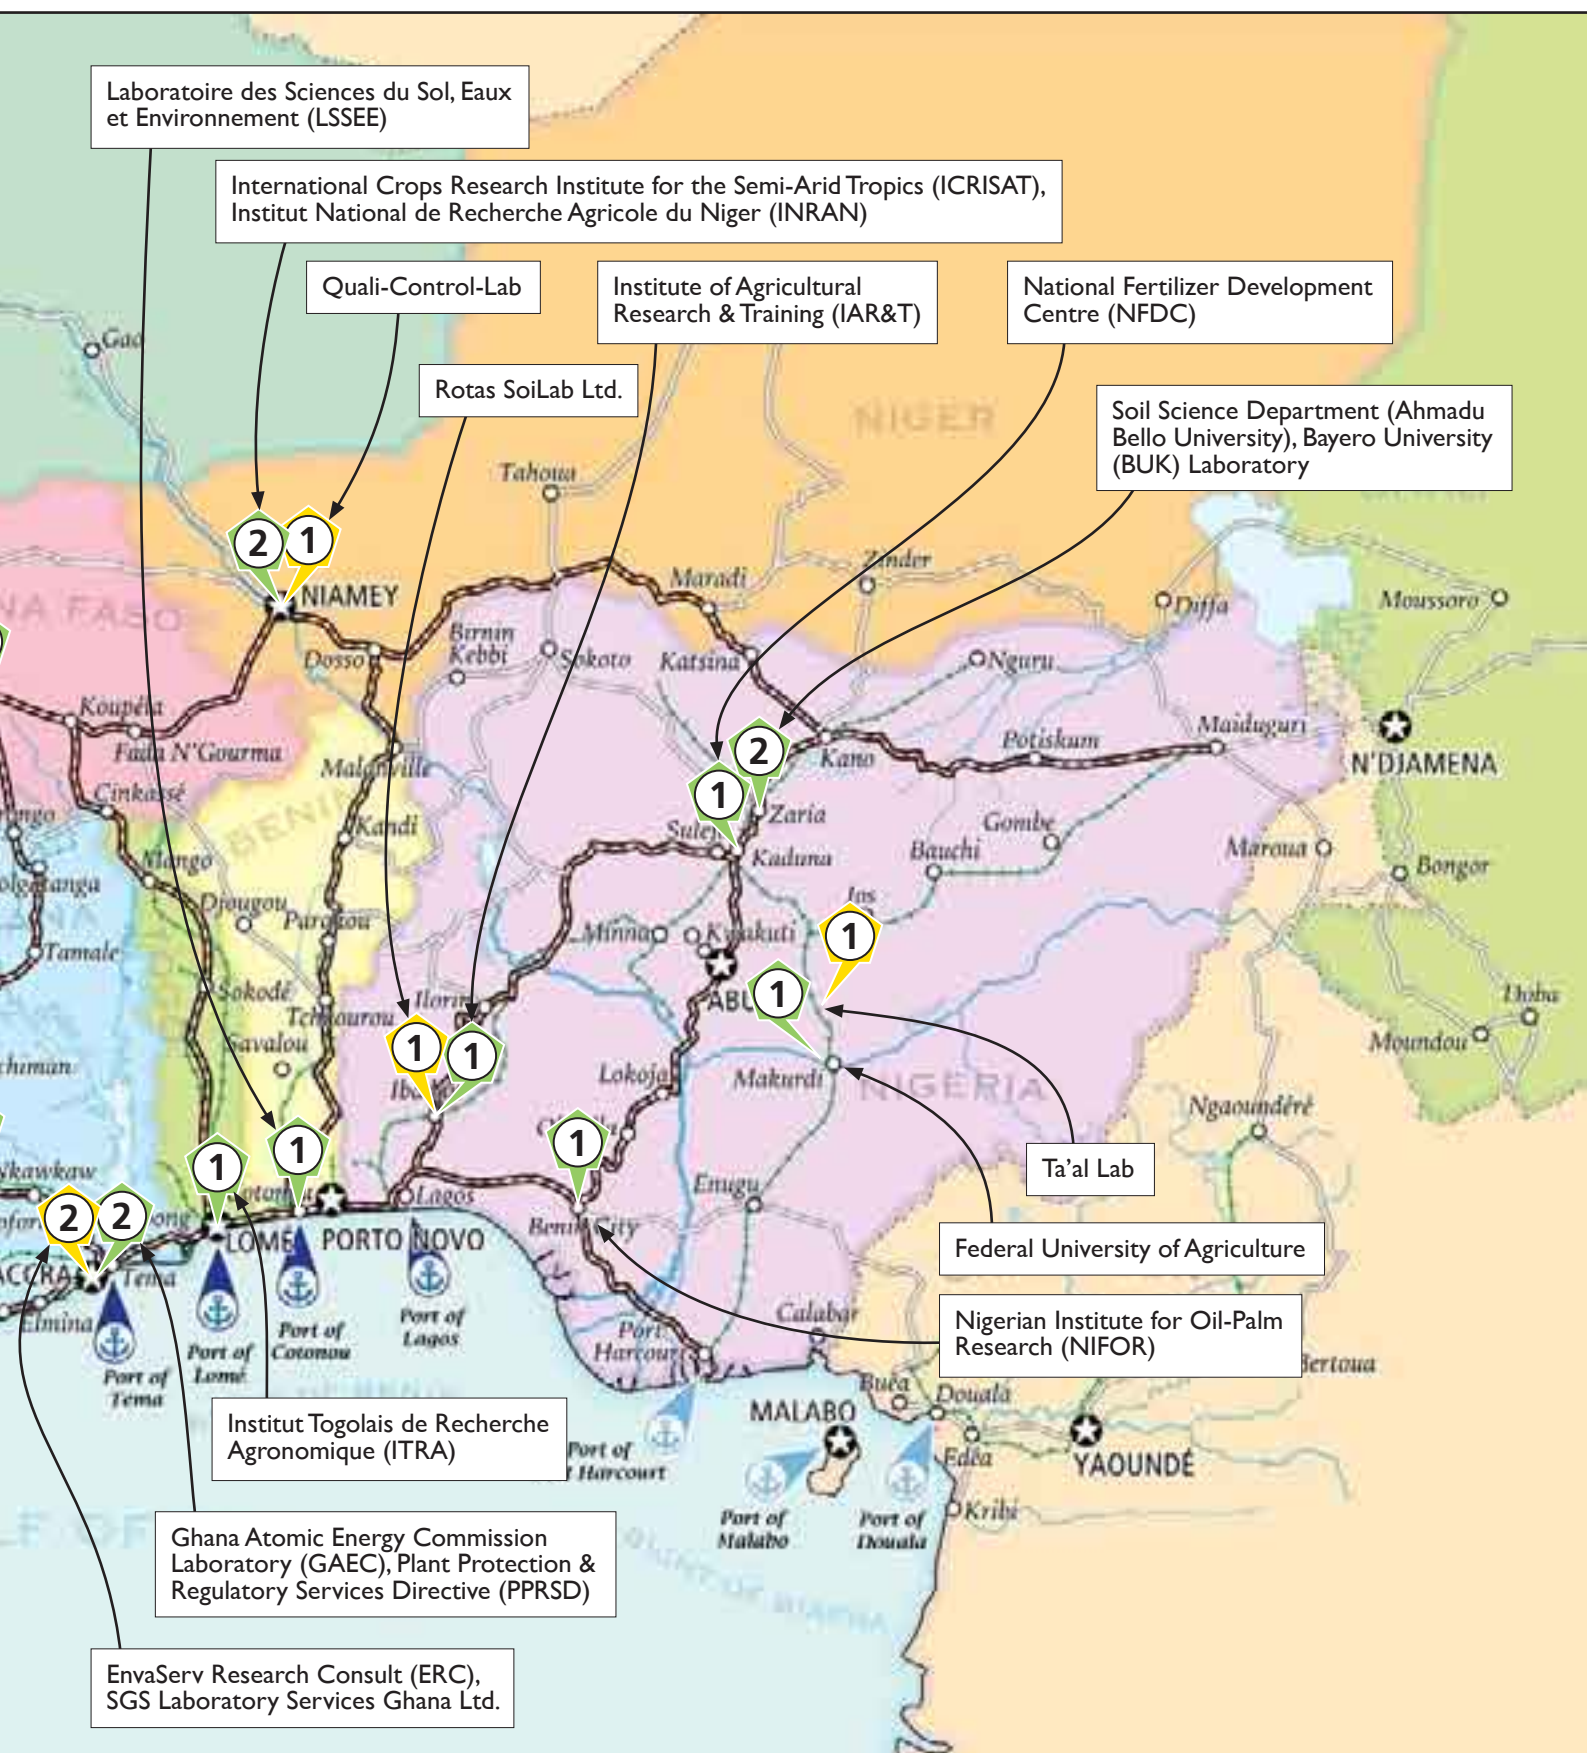 Laboratoire des Sciences du Sol, Eaux
et Environnement (LSSEE)
International Crops Research Institute for the Semi-Arid Tropics (ICRISAT),
Institut National de Recherche Agricole du Niger (INRAN)
Quali-Control-Lab
Institute of Agricultural
Research & Training (IAR&T)
National Fertilizer Development
Centre (NFDC)
Gao
Rotas SoiLab Ltd.
NIGER
Soil Science Department (Ahmadu
Bello University), Bayero University
(BUK) Laboratory
Tahoua
2
1
NIAMEY
Maradi
Zinder
Diffa
Moussoro
NA FASO
Dosso
Birnin
Kebbi
Sokoto
Katsina
Nguru
Koupéla
Fada N'Gourma
Malanville
2
1
Kano
Potiskum
Maiduguri
N'DJAMENA
Cinkassé
BENIN
Kandi
Zaria
Kaduna
Gombe
Bauchi
Maroua
Bongor
Mango
Djougou
Parakou
Tamale
Minna
Kwakuti
Jos
1
1
Sokodé
Tchaourou
Savalou
Ilorin
1
1
Lokoja
Makurdi
NIGERIA
Doba
Moundou
Ngaoundéré
1
1
1
Ta'al Lab
Enugu
Lagos
Benin City
2
2
LOMÉ
PORTO NOVO
ACCRA
Tema
Elmina
Federal University of Agriculture
Nigerian Institute for Oil-Palm
Research (NIFOR)
Calabar
Port
Harcourt
Port of
Tema
Port of
Lomé
Port of
Cotonou
Port of
Lagos
Bertoua
Buéa
Douala
MALABO
Edéa
YAOUNDÉ
Kribi
Institut Togolais de Recherche
Agronomique (ITRA)
Port of
Harcourt
Port of
Malabo
Port of
Douala
Ghana Atomic Energy Commission
Laboratory (GAEC), Plant Protection &
Regulatory Services Directive (PPRSD)
EnvaServ Research Consult (ERC),
SGS Laboratory Services Ghana Ltd.